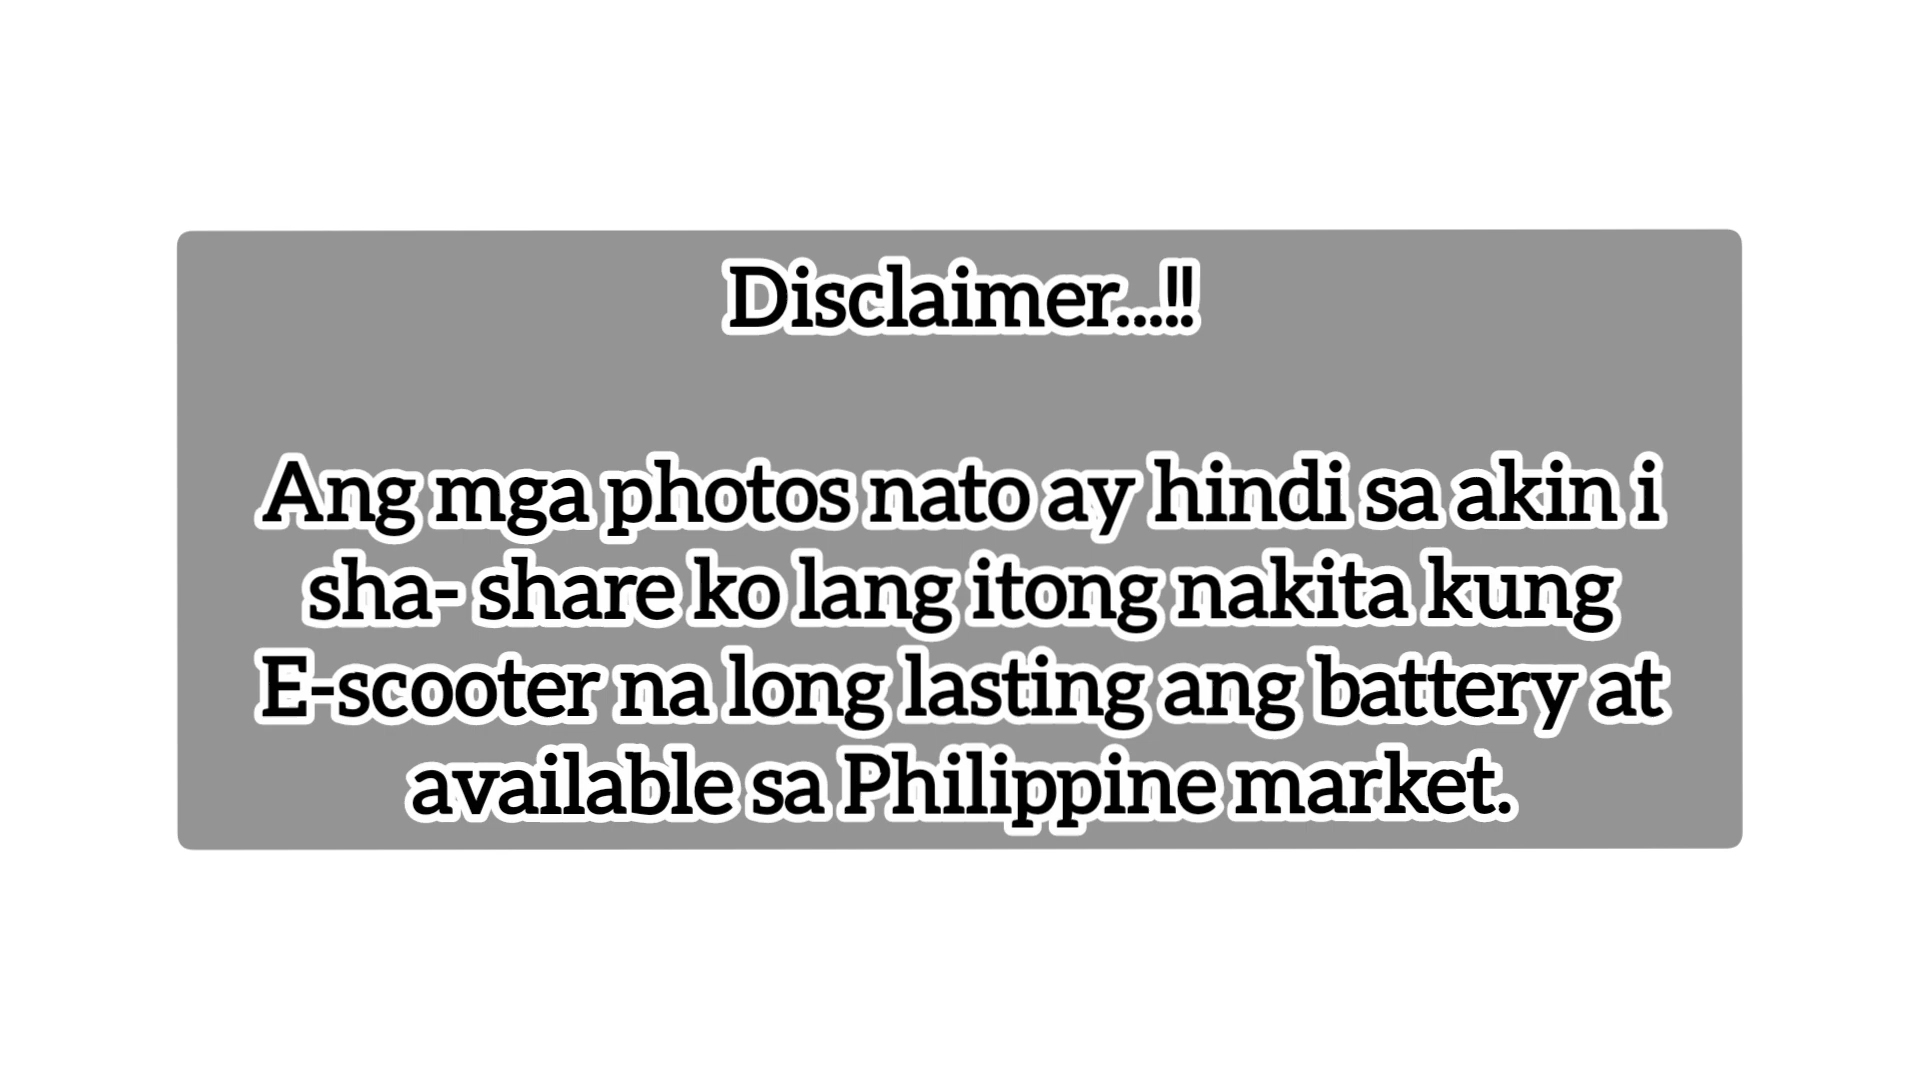 Disclaimer...!!
Ang mga photos nato ay hindi sa akin i
sha- share ko lang itong nakita kung
E-scooter na long lasting ang battery at
available sa Philippine market.